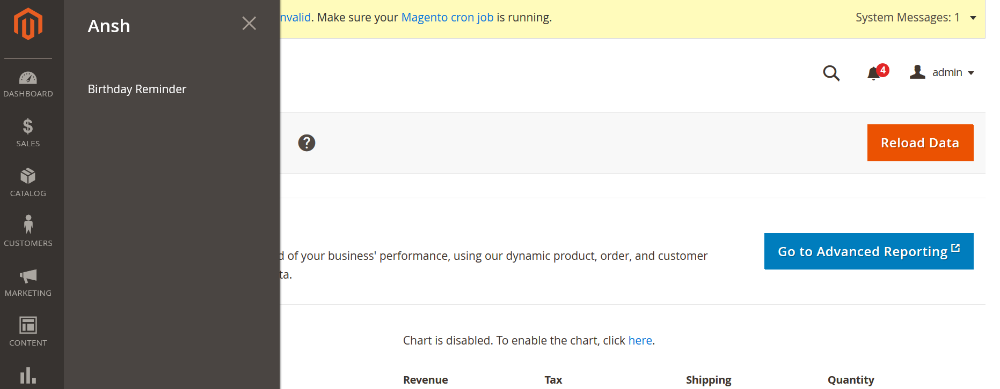 Ansh
Birthday Reminder
DASHBOARD
SALES
CATALOG
CUSTOMERS
MARKETING
CONTENT
nvalid. Make sure your Magento cron job is running.
System Messages: 1
4
admin
?
Reload Data
d of your business' performance, using our dynamic product, order, and customer
ta.
Go to Advanced Reporting
Chart is disabled. To enable the chart, click here.
Revenue Tax Shipping Quantity